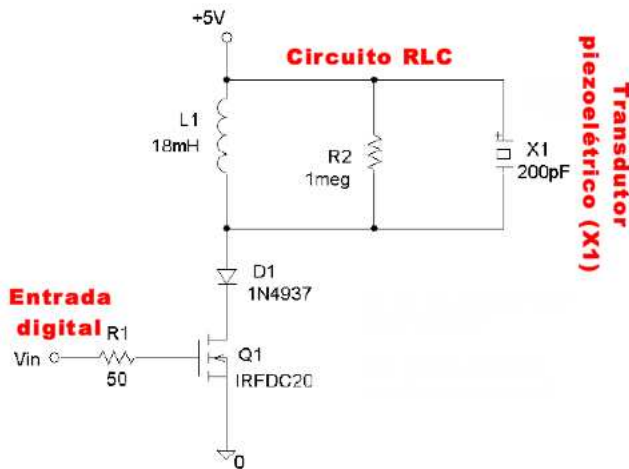 +5V
Circuito RLC
Transdutor
piezoelétrico (X1)
L1
18mH
R2
1meg
X1
200pF
D1
1N4937
Entrada
digital
R1
Vin
50
Q1
IRFDC20
0